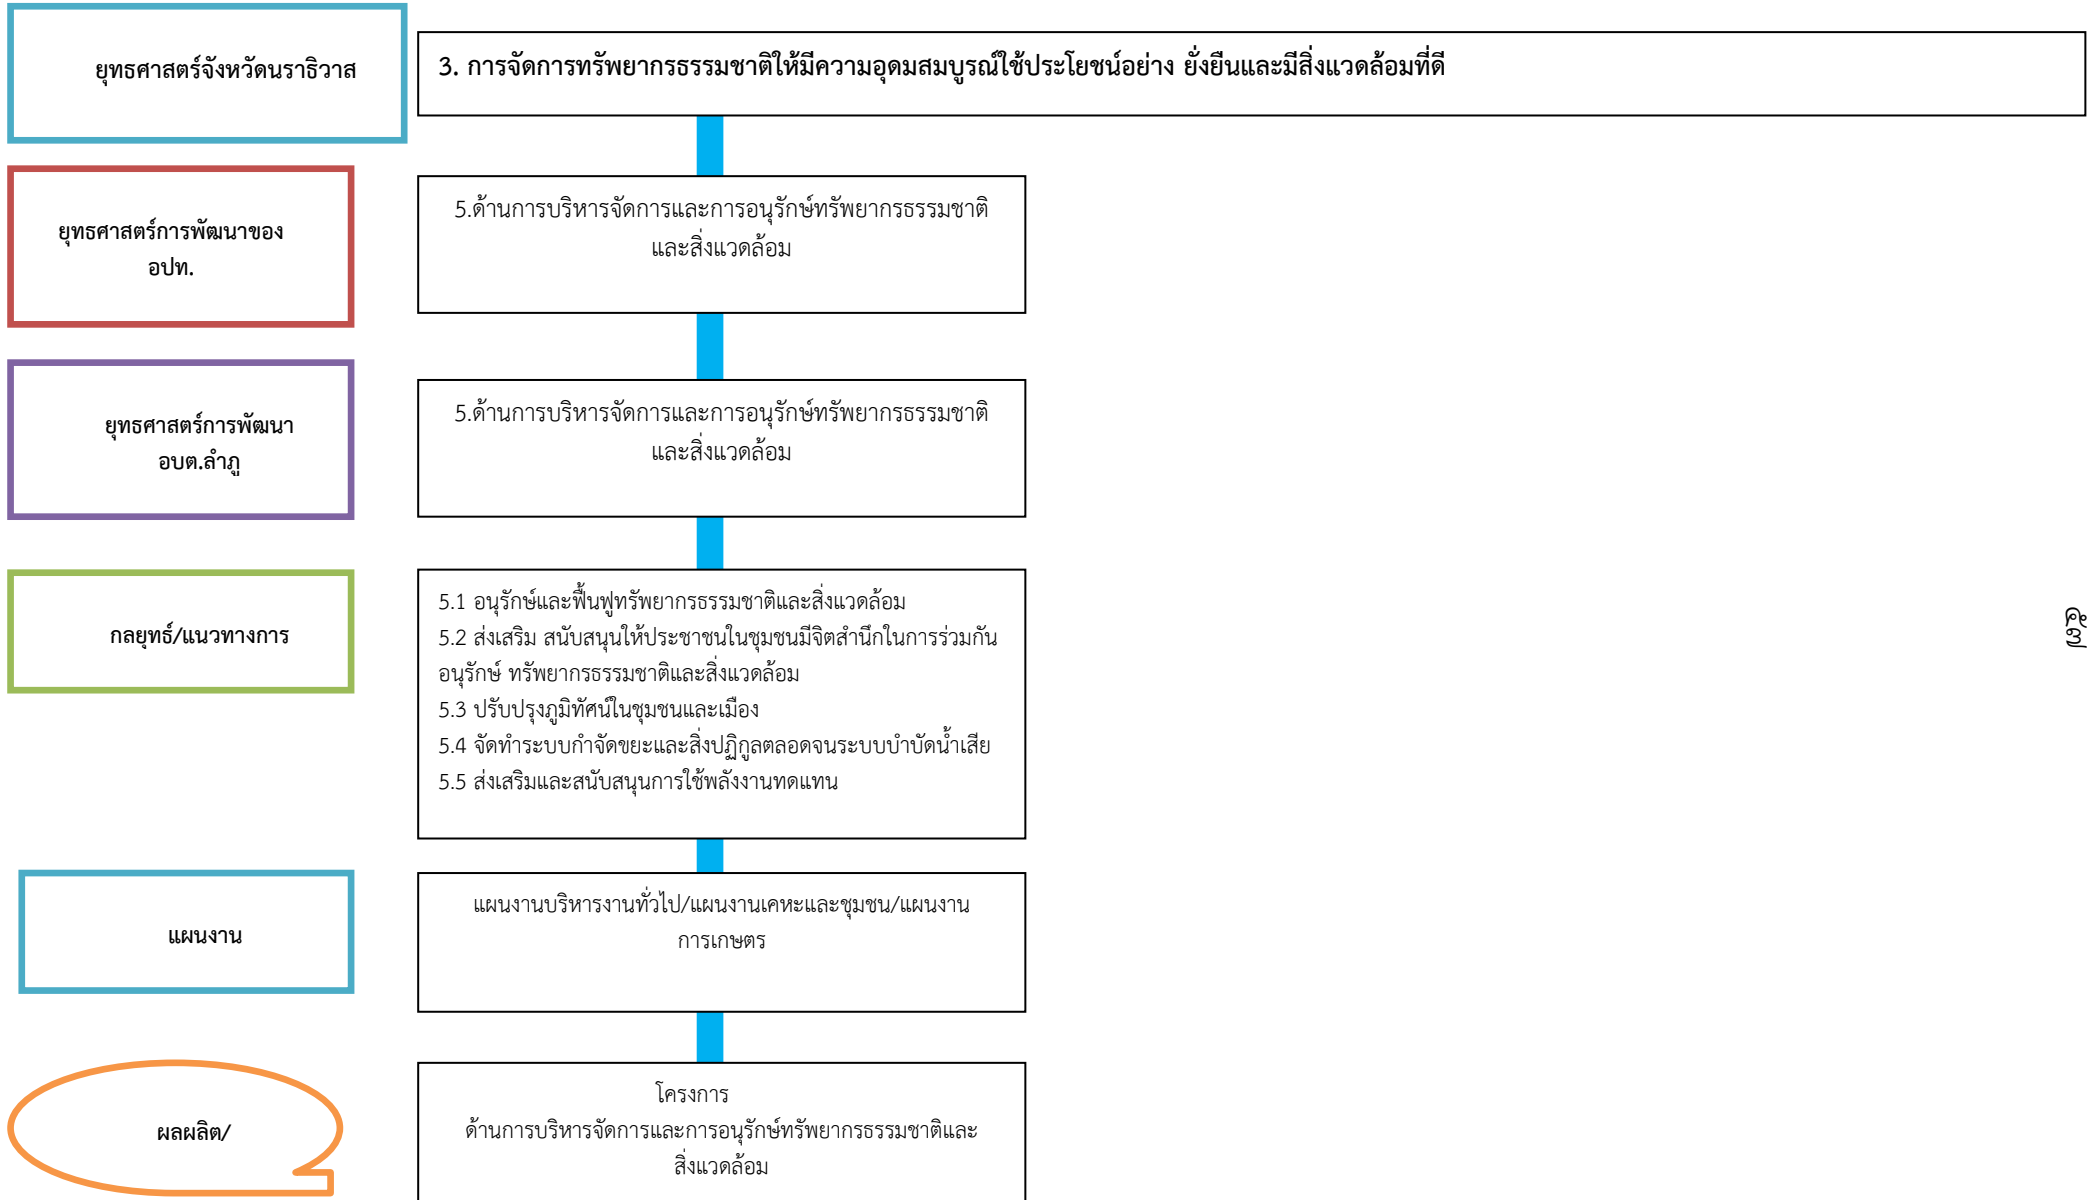 ยุทธศาสตร์จังหวัดนราธิวาส
3. การจัดการทรัพยากรธรรมชาติให้มีความอุดมสมบูรณ์ใช้ประโยชน์อย่าง ยั่งยืนและมีสิ่งแวดล้อมที่ดี
ยุทธศาสตร์การพัฒนาของ
อปท.
5.ด้านการบริหารจัดการและการอนุรักษ์ทรัพยากรธรรมชาติ
และสิ่งแวดล้อม
ยุทธศาสตร์การพัฒนา
อบต.ลำภู
5.ด้านการบริหารจัดการและการอนุรักษ์ทรัพยากรธรรมชาติ
และสิ่งแวดล้อม
กลยุทธ์/แนวทางการ
5.1 อนุรักษ์และฟื้นฟูทรัพยากรธรรมชาติและสิ่งแวดล้อม
5.2 ส่งเสริม สนับสนุนให้ประชาชนในชุมชนมีจิตสำนึกในการร่วมกัน
อนุรักษ์ ทรัพยากรธรรมชาติและสิ่งแวดล้อม
5.3 ปรับปรุงภูมิทัศน์ในชุมชนและเมือง
5.4 จัดทำระบบกำจัดขยะและสิ่งปฏิกูลตลอดจนระบบบำบัดน้ำเสีย
5.5 ส่งเสริมและสนับสนุนการใช้พลังงานทดแทน
๕๗
แผนงาน
แผนงานบริหารงานทั่วไป/แผนงานเคหะและชุมชน/แผนงาน
การเกษตร
ผลผลิต/
โครงการ
ด้านการบริหารจัดการและการอนุรักษ์ทรัพยากรธรรมชาติและ
สิ่งแวดล้อม